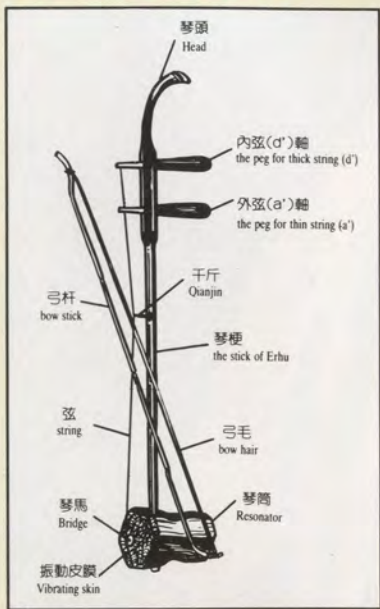 琴頭
Head
內弦(d')軸
the peg for thick string (d')
外弦(a')軸
the peg for thin string (a')
千斤
Qianjin
弓杆
bow stick
琴梗
the stick of Erhu
弦
string
弓毛
bow hair
琴馬
Bridge
琴筒
Resonator
振動皮膜
Vibrating skin